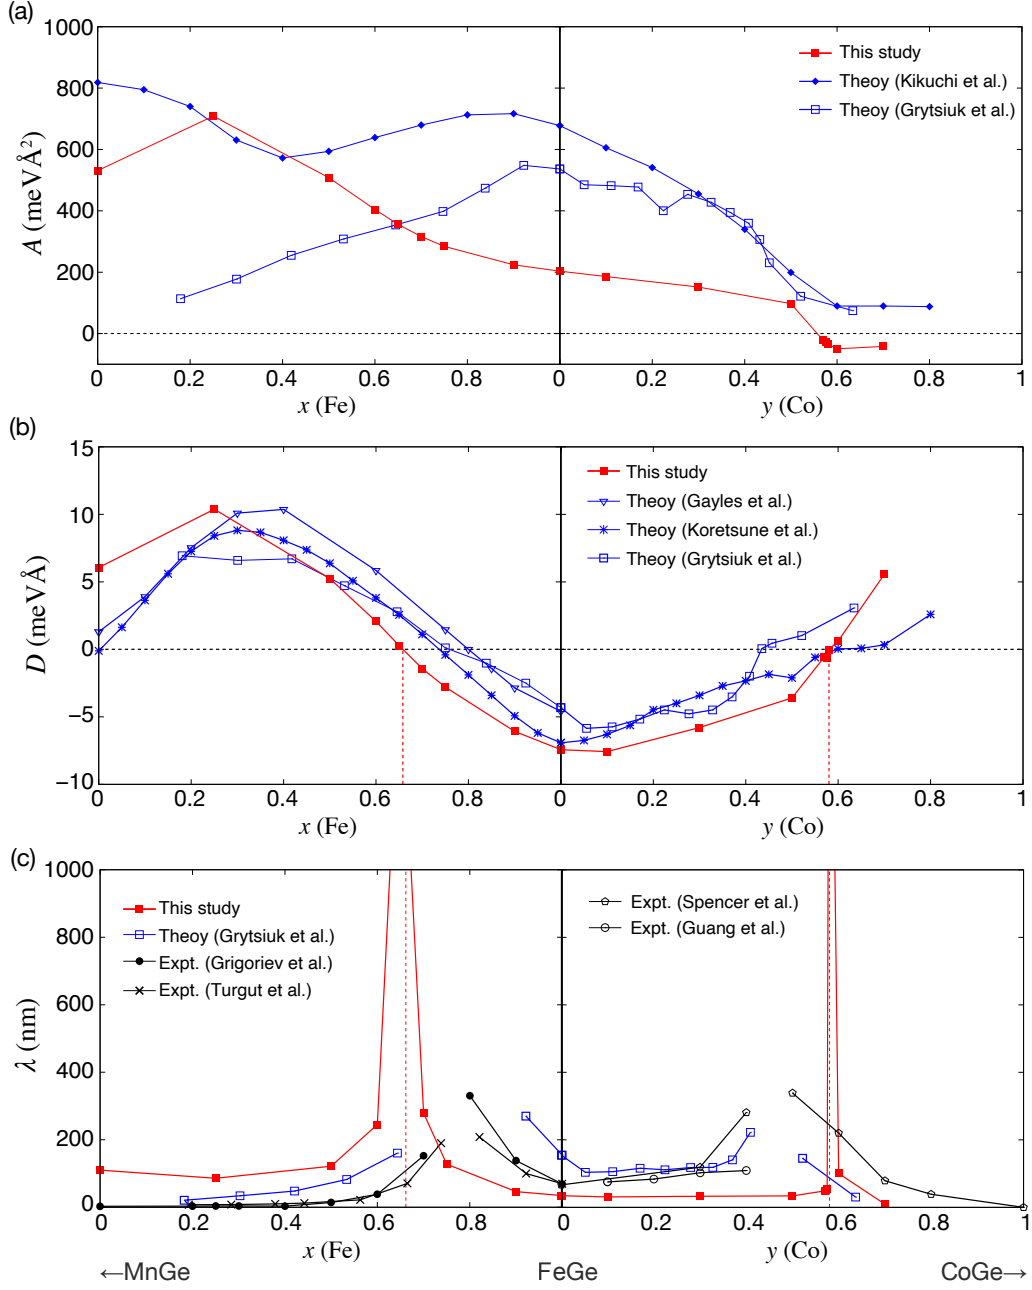 (a)
1000
800
600
400
200
0
A (meVÅ²)
This study
Theoy (Kikuchi et al.)
Theoy (Grytsiuk et al.)
0 0.2 0.4 0.6 0.8 0 0.2 0.4 0.6 0.8 1
x (Fe) y (Co)
(b)
15
10
5
0
−5
−10
D (meVÅ)
This study
Theoy (Gayles et al.)
Theoy (Koretsune et al.)
Theoy (Grytsiuk et al.)
0 0.2 0.4 0.6 0.8 0 0.2 0.4 0.6 0.8 1
x (Fe) y (Co)
(c)
1000
800
600
400
200
0
λ (nm)
This study
Theoy (Grytsiuk et al.)
Expt. (Grigoriev et al.)
Expt. (Turgut et al.)
Expt. (Spencer et al.)
Expt. (Guang et al.)
0 0.2 0.4 0.6 0.8 0 0.2 0.4 0.6 0.8 1
x (Fe) y (Co)
←MnGe FeGe CoGe→